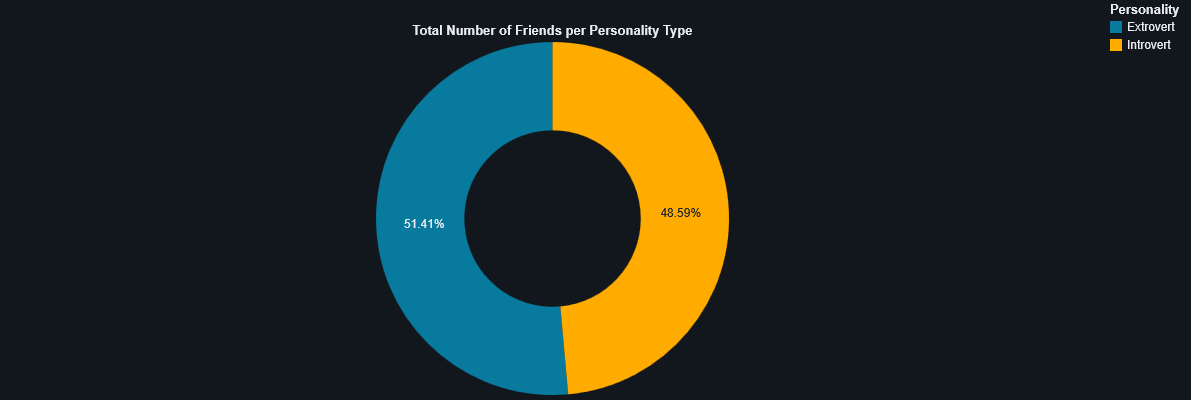 Total Number of Friends per Personality Type
Personality
Extrovert
Introvert
51.41%
48.59%